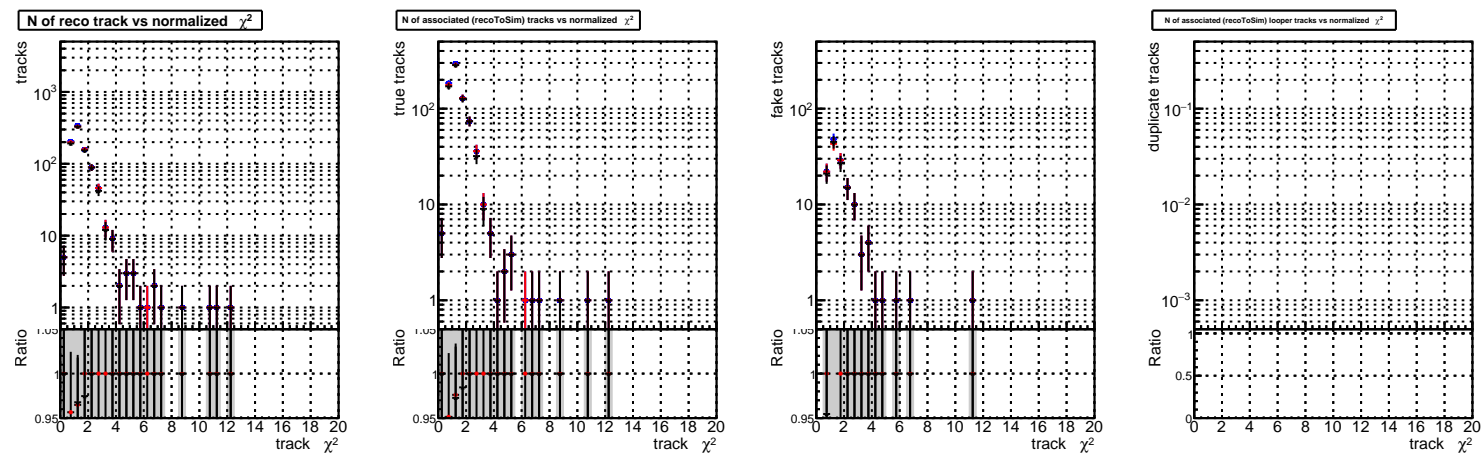 N of reco track vs normalized χ²
tracks
10³
10²
10
1
1.05
Ratio
1
0.95
0 2 4 6 8 10 12 14 16 18 20
track χ²
N of associated (recoToSim) tracks vs normalized χ²
true tracks
10²
10
1
1.05
Ratio
1
0.95
0 2 4 6 8 10 12 14 16 18 20
track χ²
fake tracks
10²
10
1
1.05
Ratio
1
0.95
0 2 4 6 8 10 12 14 16 18 20
track χ²
N of associated (recoToSim) looper tracks vs normalized χ²
duplicate tracks
10⁻¹
10⁻²
10⁻³
Ratio
1
0.5
0
0 2 4 6 8 10 12 14 16 18 20
track χ²